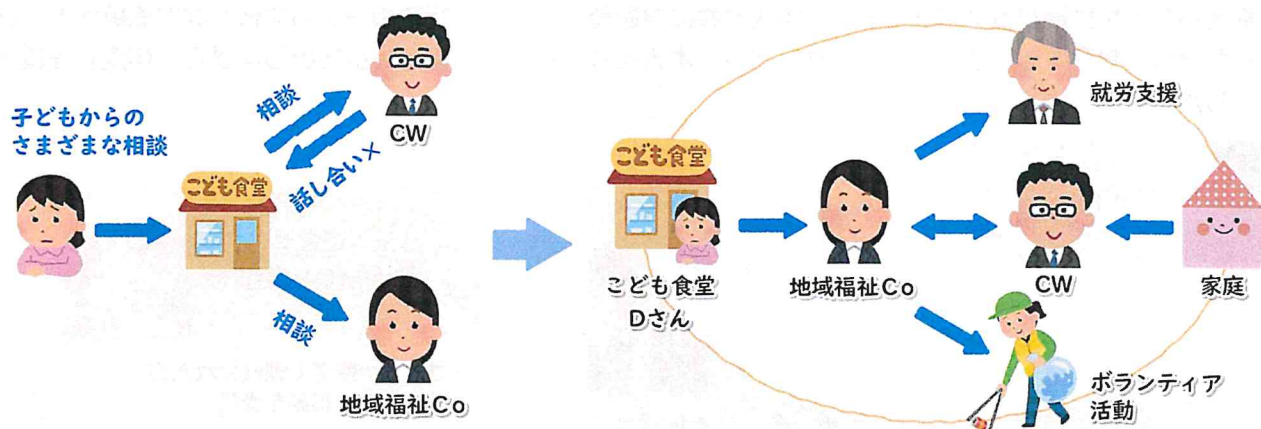 子どもからの
さまざまな相談
こども食堂
相談
話し合い×
CW
相談
地域福祉Co
こども食堂
こども食堂
Dさん
地域福祉Co
就労支援
CW
家庭
ボランティア
活動